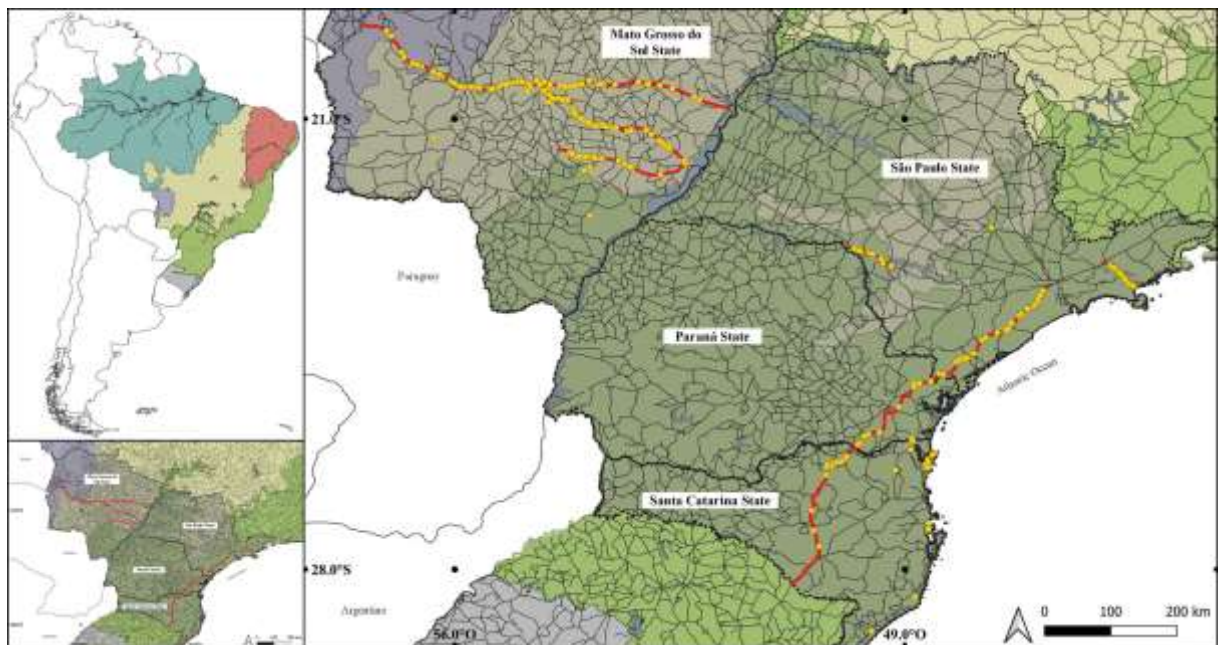 Mato Grosso do
Sul State
21.0°S
São Paulo State
Paraguay
Paraná State
Atlantic Ocean
Santa Catarina State
28.0°S
Argentina
56.0°O
49.0°O
0 100 200 km